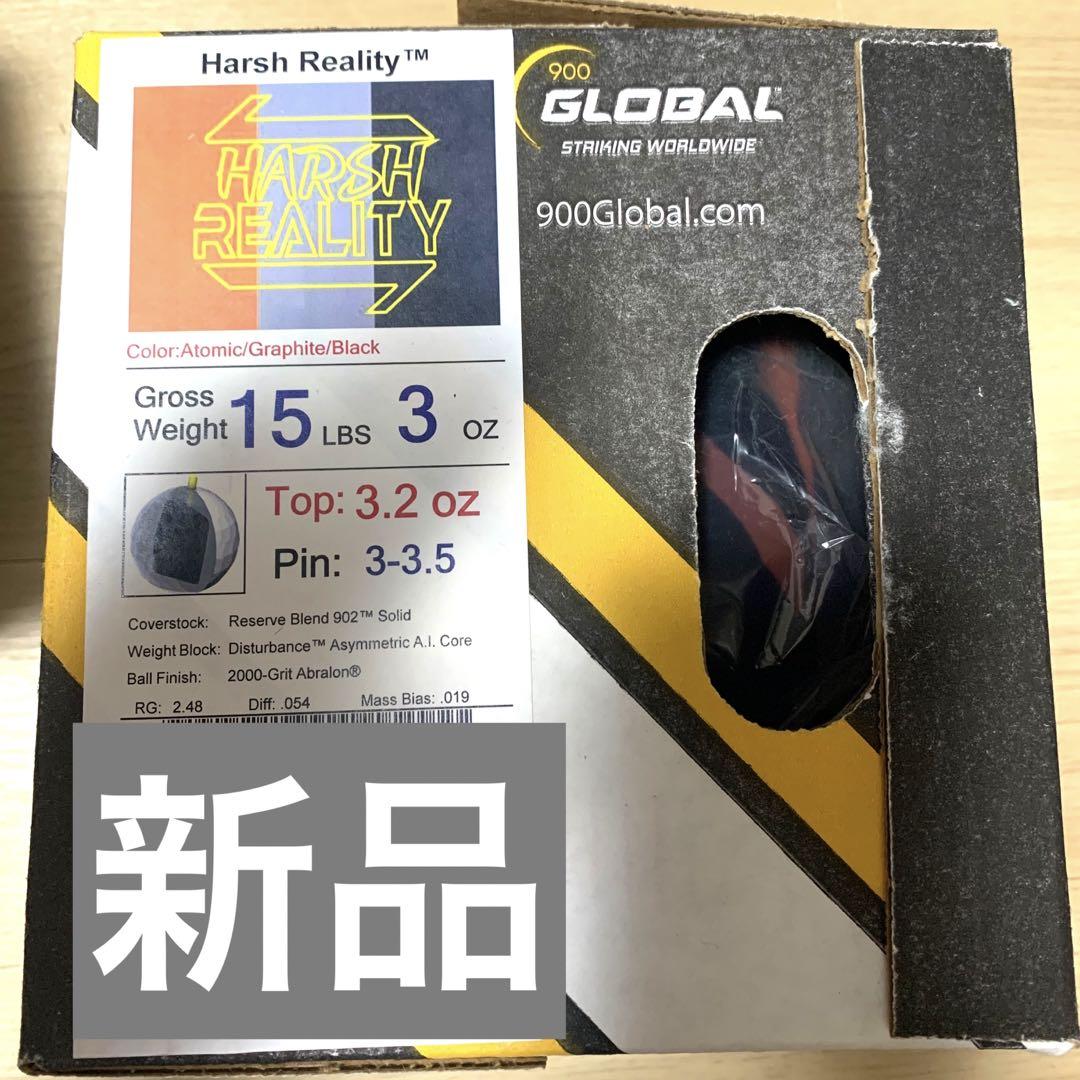 Harsh Reality™
HARSH
REALITY
Color:Atomic/Graphite/Black
Gross
Weight 15 LBS 3 OZ
Top: 3.2 oz
Pin: 3-3.5
Coverstock: Reserve Blend 902™ Solid
Weight Block: Disturbance™ Asymmetric A.I. Core
Ball Finish: 2000-Grit Abralon®
RG: 2.48 Diff: .054 Mass Bias: .019
900
GLOBAL™
STRIKING WORLDWIDE
900Global.com
新品